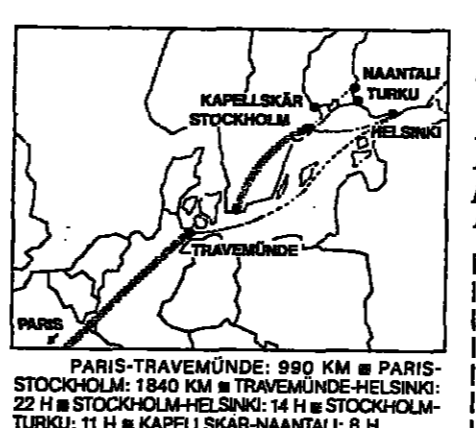 NAANTALI
KAPELLSKÄR TURKU
STOCKHOLM
HELSINKI
TRAVEMÜNDE
PARIS
PARIS-TRAVEMÜNDE: 990 KM ■ PARIS-
STOCKHOLM: 1840 KM ■ TRAVEMÜNDE-HELSINKI:
22 H ■ STOCKHOLM-HELSINKI: 14 H ■ STOCKHOLM-
TURKU: 11 H ■ KAPELLSKÄR-NAANTALI: 8 H